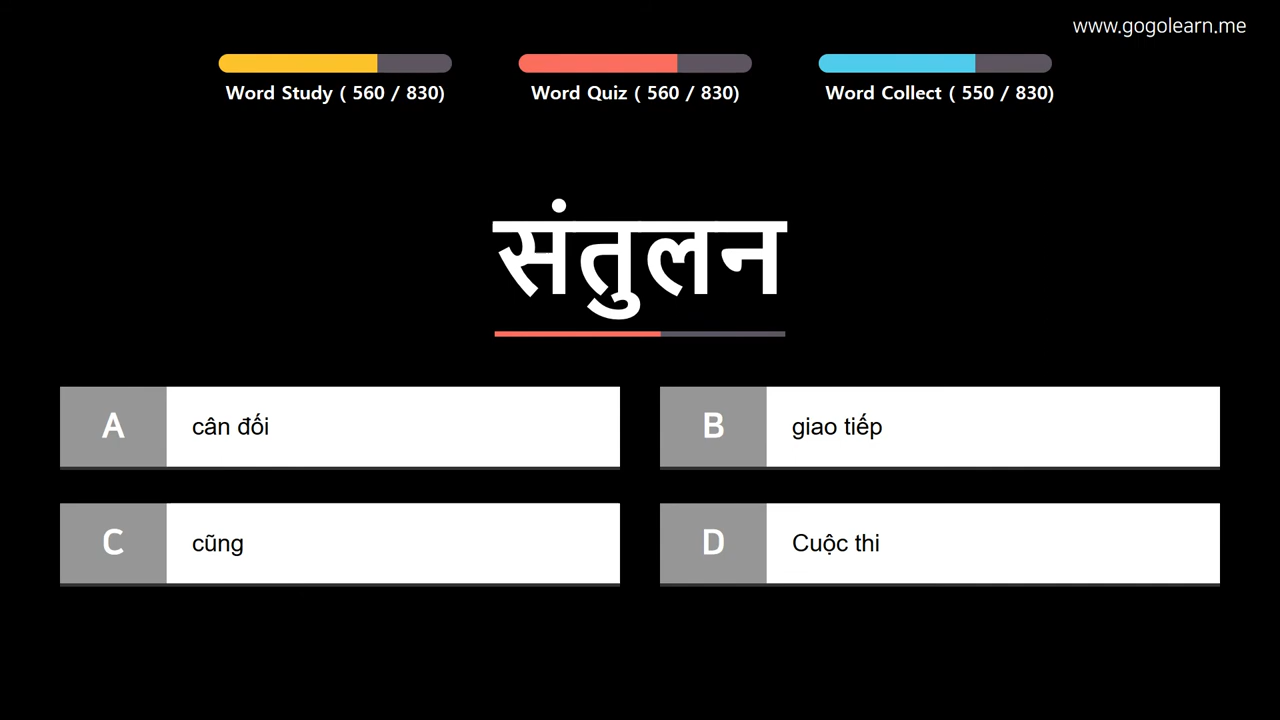 www.gogolearn.me
Word Study ( 560 / 830)
Word Quiz ( 560 / 830)
Word Collect ( 550 / 830)
संतुलन
A cân đối
B giao tiếp
C cũng
D Cuộc thi